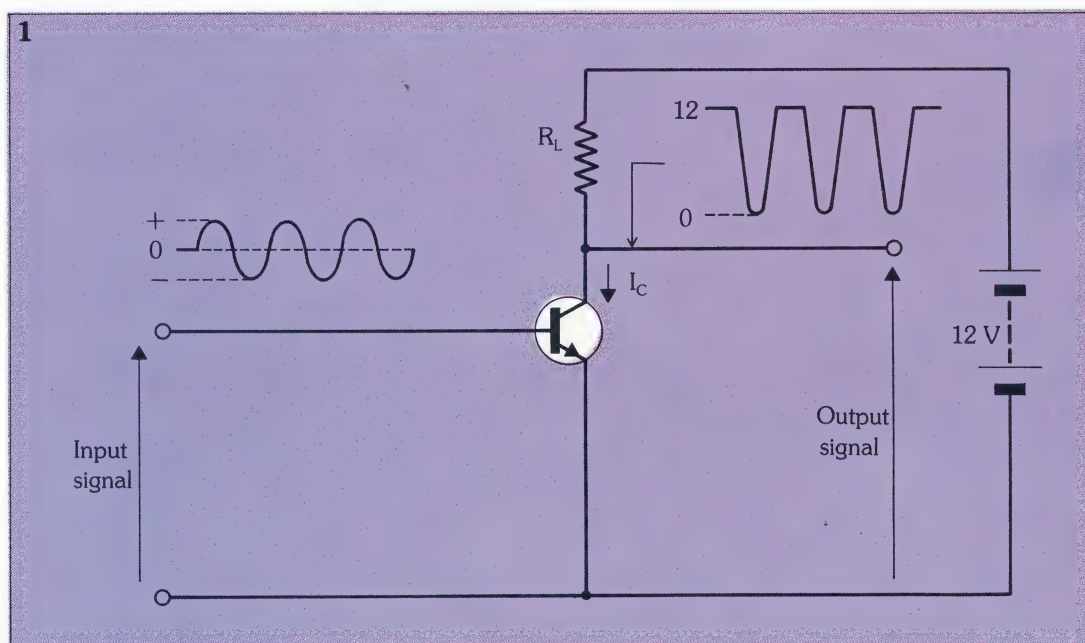 1
12
R_L
+
0
0
−
I_C
12 V
Input
signal
Output
signal